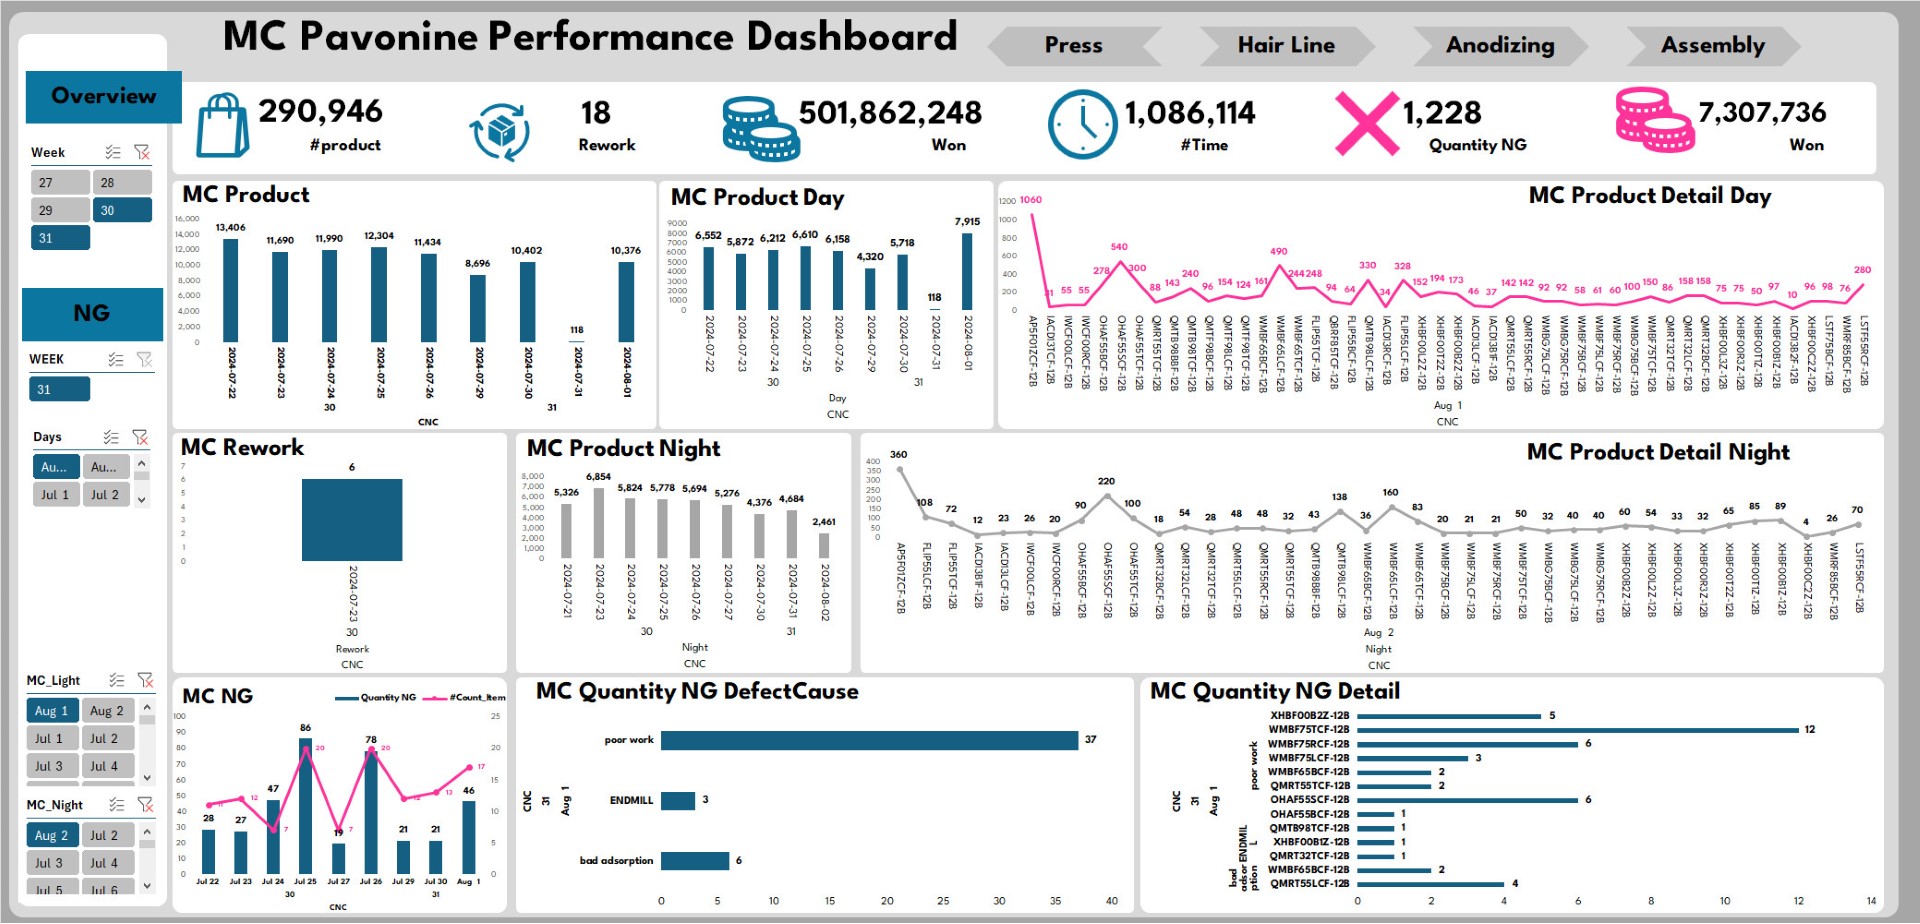 MC Pavonine Performance Dashboard
Press
Hair Line
Anodizing
Assembly
Overview
290,946
#product
18
Rework
501,862,248
Won
1,086,114
#Time
1,228
Quantity NG
7,307,736
Won
Week
27 28
29 30
31
NG
WEEK
31
Days
Au... Au...
Jul 1 Jul 2
MC_Light
Aug 1 Aug 2
Jul 1 Jul 2
Jul 3 Jul 4
MC_Night
Aug 2 Jul 2
Jul 3 Jul 4
Jul 5 Jul 6
MC Product
16,000
14,000
12,000
10,000
8,000
6,000
4,000
2,000
0
13,406 11,690 11,990 12,304 11,434 8,696 10,402 118 10,376
2024-07-22 2024-07-23 2024-07-24 2024-07-25 2024-07-26 2024-07-29 2024-07-30 2024-07-31 2024-08-01
30 31
CNC
MC Product Day
9000
8000
7000
6000
5000
4000
3000
2000
1000
0
6,552 5,872 6,212 6,610 6,158 4,320 5,718 118 7,915
2024-07-22 2024-07-23 2024-07-24 2024-07-25 2024-07-26 2024-07-29 2024-07-30 2024-07-31 2024-08-01
30 31
Day
CNC
MC Product Detail Day
1200
1000
800
600
400
200
0
1060 31 55 55 278 540 300 88 143 240 96 154 124 161 490 244 248 94 64 330 34 328 152 194 173 46 37 142 142 92 92 58 61 60 100 150 86 158 158 75 75 50 97 10 96 98 76 280
AP5F01ZCF-12B IACDI3TCF-12B IWCF00LCF-12B IWCF00RCF-12B OHAF55BCF-12B OHAF55SCF-12B OHAF55TCF-12B QMRT55TCF-12B QMTB98BBF-12B QMTB98TCF-12B QMTF98BCF-12B QMTF98LCF-12B QMTF98TCF-12B WMBF65BCF-12B WMBF65LCF-12B WMBF65TCF-12B FLIP55TCF-12B QBFB15TCF-12B FLIP55BCF-12B QMTB98LCF-12B IACDI3RCF-12B FLIP55LCF-12B XHBF00L2Z-12B XHBF00T2Z-12B XHBF00B2Z-12B IACDI3LCF-12B IACDI3B1F-12B QMRT55LCF-12B QMRT55RCF-12B WMBG75LCF-12B WMBG75RCF-12B WMBF75BCF-12B WMBF75LCF-12B WMBF75RCF-12B WMBG75BCF-12B WMBF75TCF-12B QMRT32TCF-12B QMRT32LCF-12B QMRT32BCF-12B XHBF00L3Z-12B XHBF00R3Z-12B XHBF00T1Z-12B XHBF00B1Z-12B IACDI3B2F-12B XHBF00C2Z-12B LSTF75BCF-12B WMRF85BCF-12B LSTF55RCF-12B
Aug 1
CNC
MC Rework
7
6
5
4
3
2
1
0
6
2024-07-23
30
Rework
CNC
MC Product Night
8,000
7,000
6,000
5,000
4,000
3,000
2,000
1,000
0
5,326 6,854 5,824 5,778 5,694 5,276 4,376 4,684 2,461
2024-07-21 2024-07-23 2024-07-24 2024-07-25 2024-07-26 2024-07-27 2024-07-30 2024-07-31 2024-08-02
30 31
Night
CNC
MC Product Detail Night
400
350
300
250
200
150
100
50
0
360 108 72 12 23 26 20 90 220 100 18 54 28 48 48 32 43 138 36 160 83 20 21 21 50 32 40 40 60 54 33 32 65 85 89 4 26 70
AP5F01ZCF-12B FLIP55LCF-12B FLIP55TCF-12B IACDI3B1F-12B IACDI3LCF-12B IWCF00LCF-12B IWCF00RCF-12B OHAF55BCF-12B OHAF55SCF-12B OHAF55TCF-12B QMRT32BCF-12B QMRT32LCF-12B QMRT32TCF-12B QMRT55LCF-12B QMRT55RCF-12B QMRT55TCF-12B QMTB98BBF-12B QMTB98LCF-12B WMBF65BCF-12B WMBF65LCF-12B WMBF65TCF-12B WMBF75BCF-12B WMBF75LCF-12B WMBF75RCF-12B WMBF75TCF-12B WMBG75BCF-12B WMBG75LCF-12B WMBG75RCF-12B XHBF00B2Z-12B XHBF00L2Z-12B XHBF00L3Z-12B XHBF00R3Z-12B XHBF00T2Z-12B XHBF00T1Z-12B XHBF00B1Z-12B XHBF00C2Z-12B WMRF85BCF-12B LSTF55RCF-12B
Aug 2
Night
CNC
MC NG
Quantity NG #Count_Item
100
90
80
70
60
50
40
30
20
10
0
25
20
15
10
5
0
28 27 47 86 19 78 21 21 46
12 7 20 7 20 12 13 17
Jul 22 Jul 23 Jul 24 Jul 25 Jul 27 Jul 26 Jul 29 Jul 30 Aug 1
30 31
CNC
MC Quantity NG DefectCause
poor work 37
ENDMILL 3
bad adsorption 6
CNC
31
Aug 1
0 5 10 15 20 25 30 35 40
MC Quantity NG Detail
XHBF00B2Z-12B 5
WMBF75TCF-12B 12
WMBF75RCF-12B 6
WMBF75LCF-12B 3
WMBF65BCF-12B 2
QMRT55TCF-12B 2
OHAF55SCF-12B 6
OHAF55BCF-12B 1
QMTB98TCF-12B 1
XHBF00B1Z-12B 1
QMRT32TCF-12B 1
WMBF65BCF-12B 2
QMRT55LCF-12B 4
poor work
ENDMIL
L
bad
adsor
ption
CNC
31
Aug 1
0 2 4 6 8 10 12 14